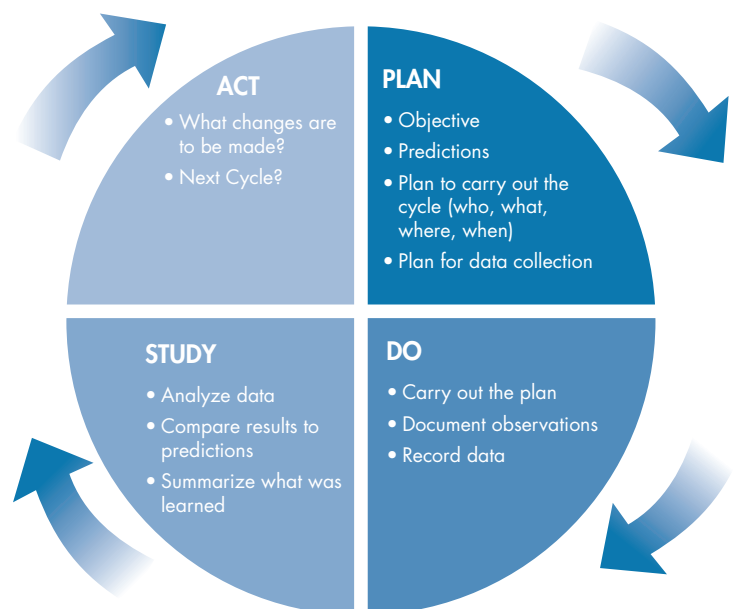 ACT
• What changes are
to be made?
• Next Cycle?
PLAN
• Objective
• Predictions
• Plan to carry out the
cycle (who, what,
where, when)
• Plan for data collection
STUDY
• Analyze data
• Compare results to
predictions
• Summarize what was
learned
DO
• Carry out the plan
• Document observations
• Record data